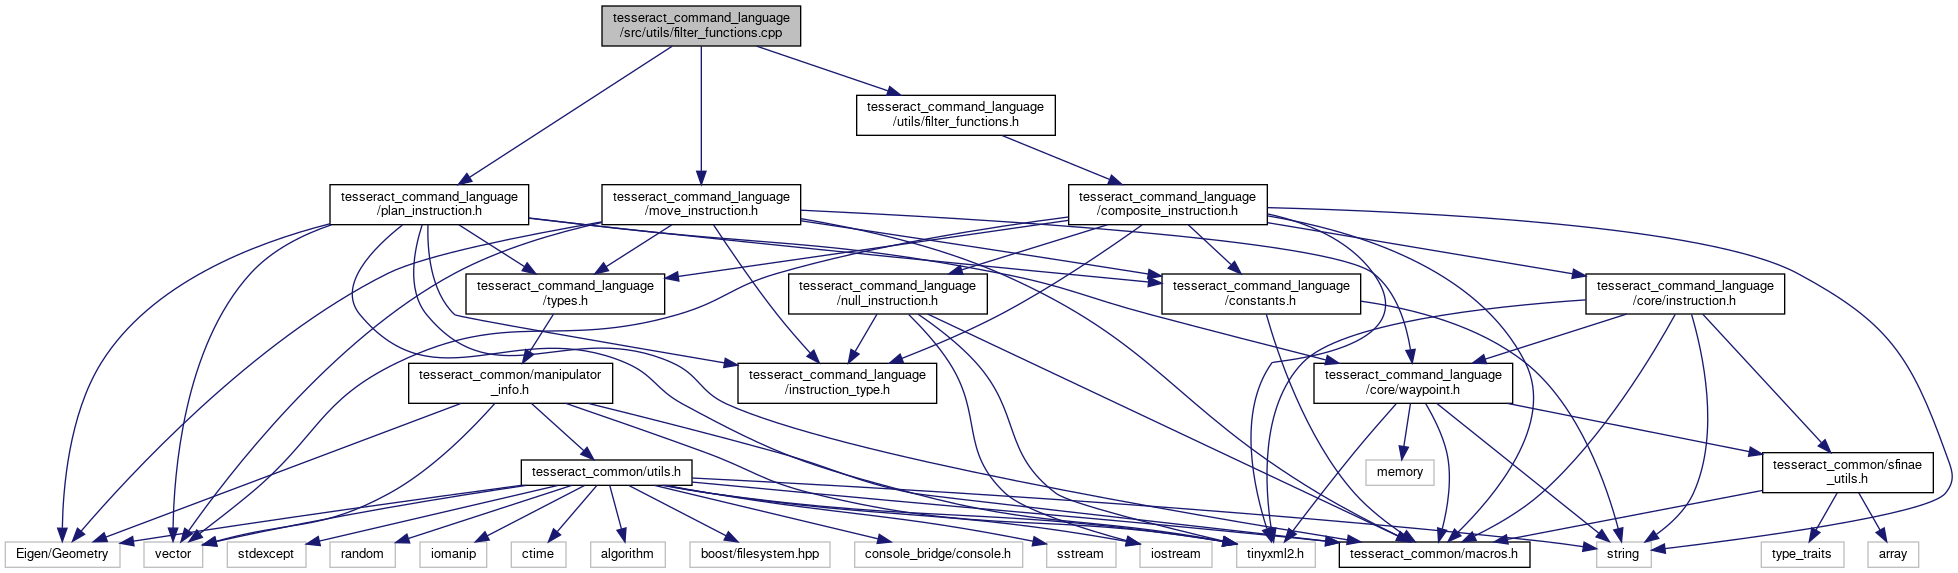 tesseract_command_language
/src/utils/filter_functions.cpp
tesseract_command_language
/utils/filter_functions.h
tesseract_command_language
/plan_instruction.h
tesseract_command_language
/move_instruction.h
tesseract_command_language
/composite_instruction.h
tesseract_command_language
/types.h
tesseract_command_language
/null_instruction.h
tesseract_command_language
/constants.h
tesseract_command_language
/core/instruction.h
tesseract_common/manipulator
_info.h
tesseract_command_language
/instruction_type.h
tesseract_command_language
/core/waypoint.h
tesseract_common/utils.h
memory
tesseract_common/sfinae
_utils.h
Eigen/Geometry
vector
stdexcept
random
iomanip
ctime
algorithm
boost/filesystem.hpp
console_bridge/console.h
sstream
iostream
tinyxml2.h
tesseract_common/macros.h
string
type_traits
array